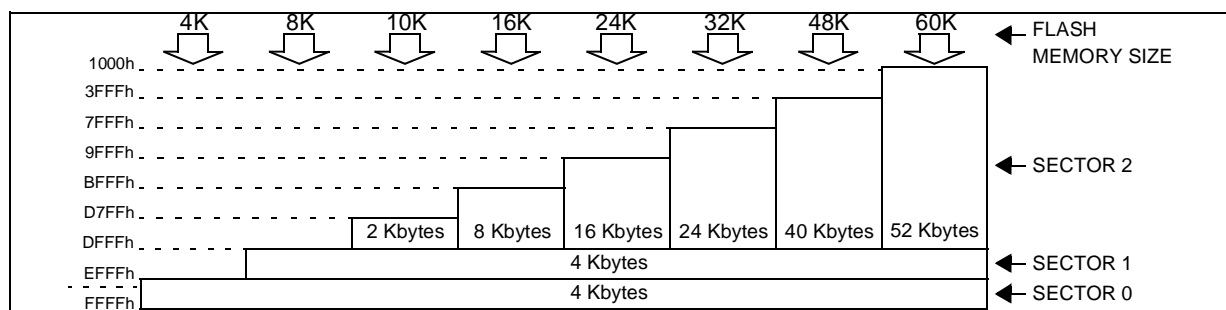 4K 8K 10K 16K 24K 32K 48K 60K FLASH
MEMORY SIZE
1000h
3FFFh
7FFFh
9FFFh
SECTOR 2
BFFFh
D7FFh
2 Kbytes 8 Kbytes 16 Kbytes 24 Kbytes 40 Kbytes 52 Kbytes
DFFFh
4 Kbytes SECTOR 1
EFFFh
4 Kbytes SECTOR 0
FFFFh